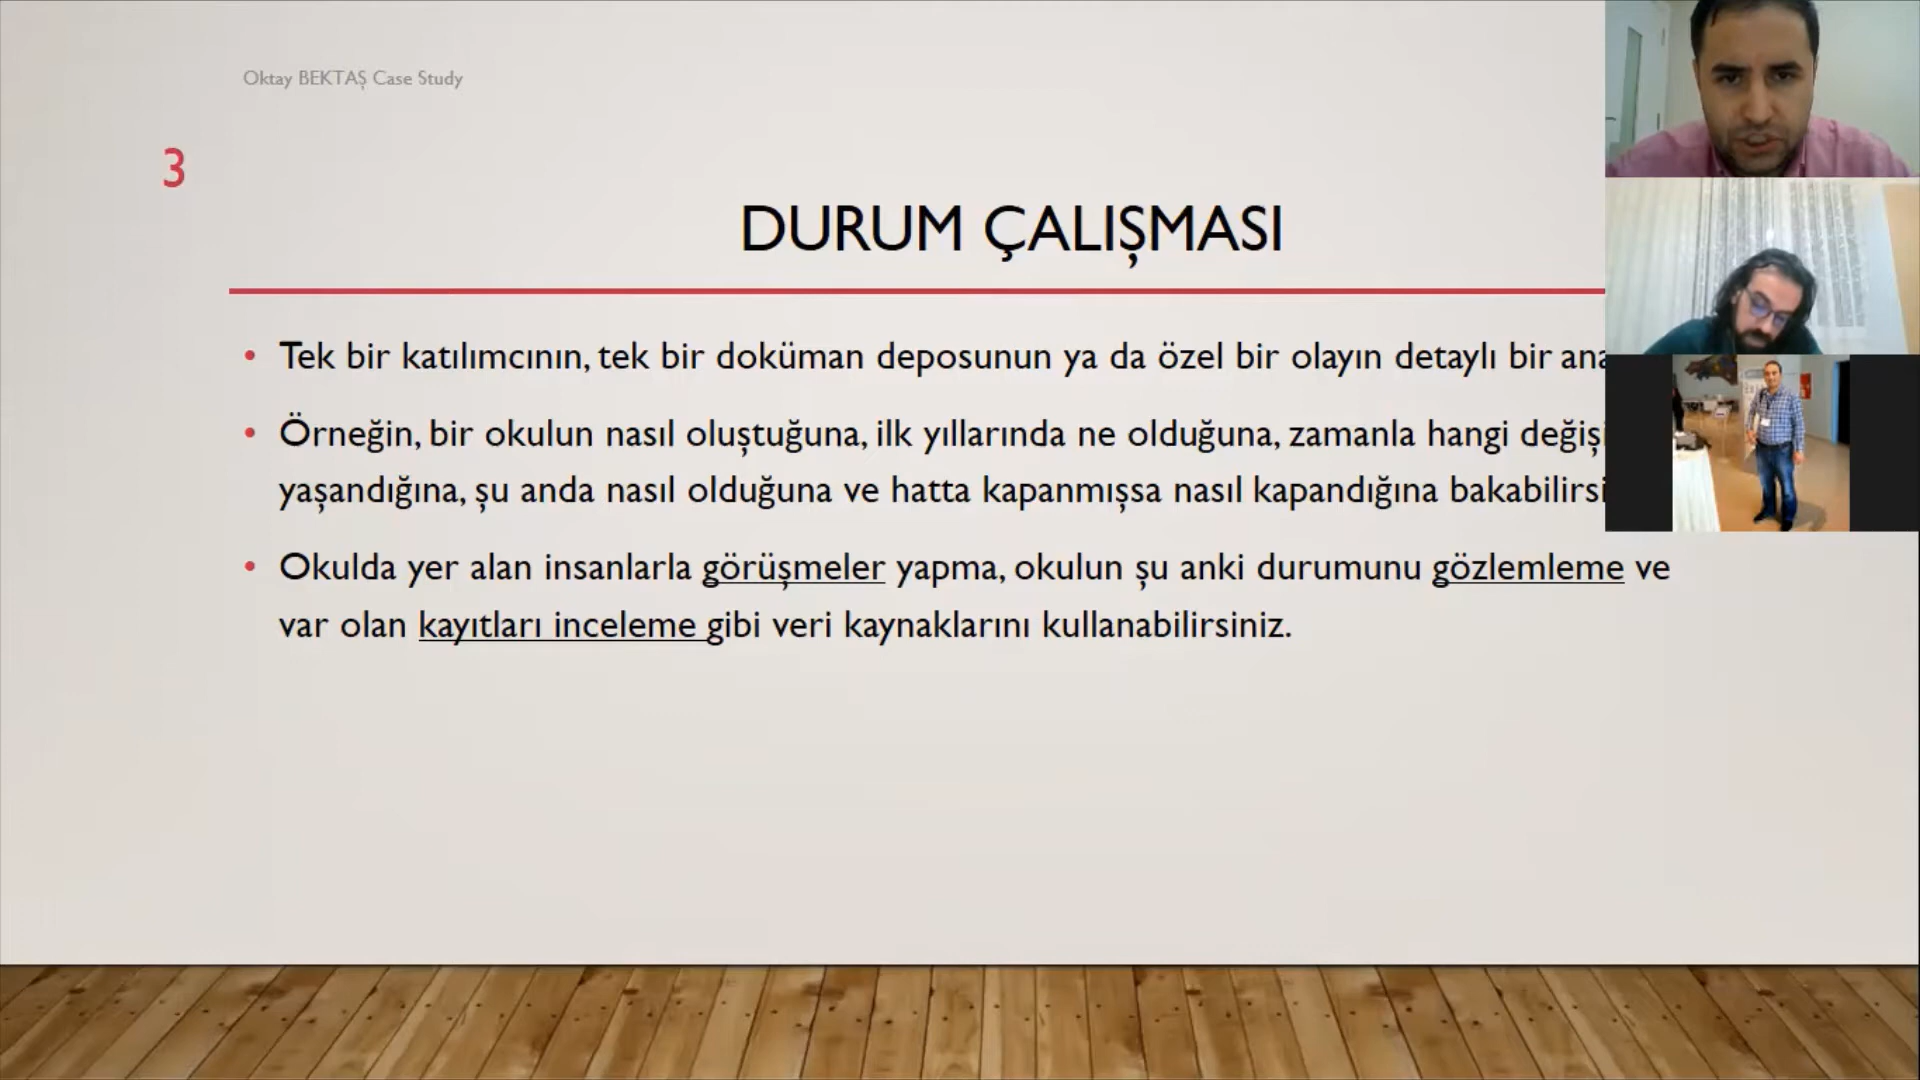 Oktay BEKTAŞ Case Study
3
DURUM ÇALIŞMASI
• Tek bir katılımcının, tek bir doküman deposunun ya da özel bir olayın detaylı bir
• Örneğin, bir okulun nasıl oluştuğuna, ilk yıllarında ne olduğuna, zamanla hangi
yaşandığına, şu anda nasıl olduğuna ve hatta kapanmışsa nasıl kapandığına
• Okulda yer alan insanlarla görüşmeler yapma, okulun şu anki durumunu gözlemleme ve
var olan kayıtları inceleme gibi veri kaynaklarını kullanabilirsiniz.